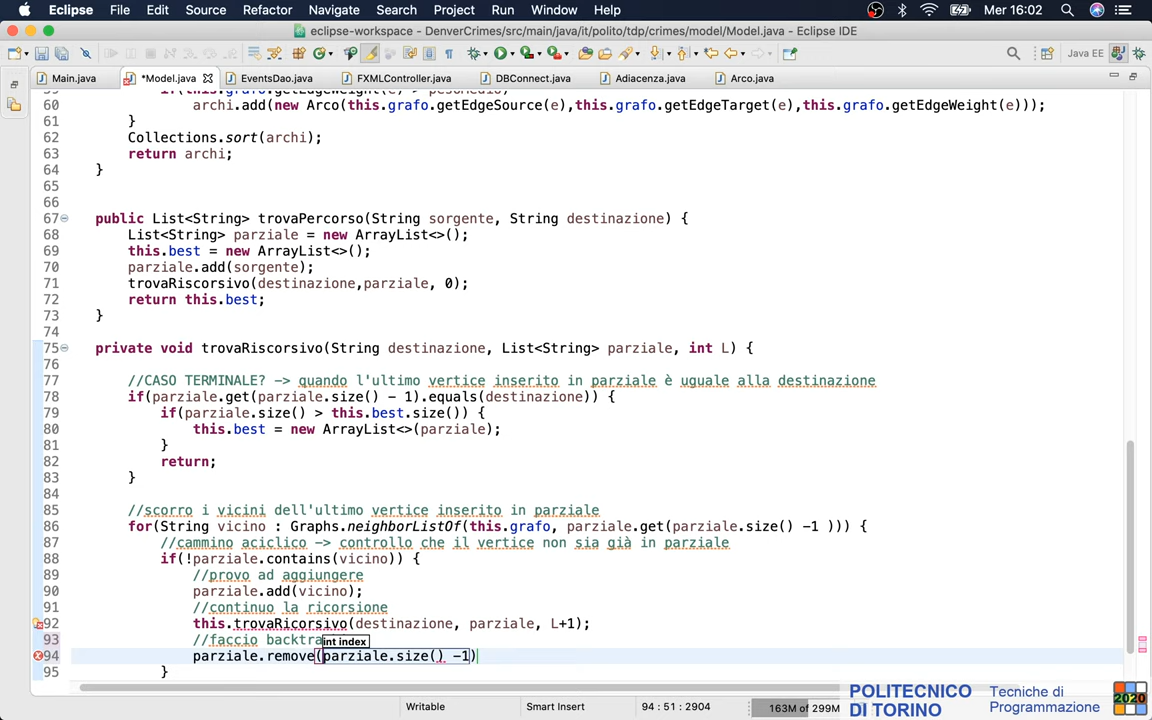 Eclipse File Edit Source Refactor Navigate Search Project Run Window Help Mer 16:02
eclipse-workspace - DenverCrimes/src/main/java/it/polito/tdp/crimes/model/Model.java - Eclipse IDE
Java EE
Main.java *Model.java EventsDao.java FXMLController.java DBConnect.java Adiacenza.java Arco.java
60 archi.add(new Arco(this.grafo.getEdgeSource(e),this.grafo.getEdgeTarget(e),this.grafo.getEdgeWeight(e)));
61 }
62 Collections.sort(archi);
63 return archi;
64 }
65
66
67 public List<String> trovaPercorso(String sorgente, String destinazione) {
68 List<String> parziale = new ArrayList<>();
69 this.best = new ArrayList<>();
70 parziale.add(sorgente);
71 trovaRiscorsivo(destinazione,parziale, 0);
72 return this.best;
73 }
74
75 private void trovaRiscorsivo(String destinazione, List<String> parziale, int L) {
76
77 //CASO TERMINALE? -> quando l'ultimo vertice inserito in parziale è uguale alla destinazione
78 if(parziale.get(parziale.size() - 1).equals(destinazione)) {
79 if(parziale.size() > this.best.size()) {
80 this.best = new ArrayList<>(parziale);
81 }
82 return;
83 }
84
85 //scorro i vicini dell'ultimo vertice inserito in parziale
86 for(String vicino : Graphs.neighborListOf(this.grafo, parziale.get(parziale.size() -1 ))) {
87 //cammino aciclico -> controllo che il vertice non sia già in parziale
88 if(!parziale.contains(vicino)) {
89 //provo ad aggiungere
90 parziale.add(vicino);
91 //continuo la ricorsione
92 this.trovaRicorsivo(destinazione, parziale, L+1);
93 //faccio backtra int index
94 parziale.remove(parziale.size() -1)
95 }
Writable Smart Insert 94 : 51 : 2904 163M of 299M
POLITECNICO DI TORINO
Tecniche di Programmazione
2020